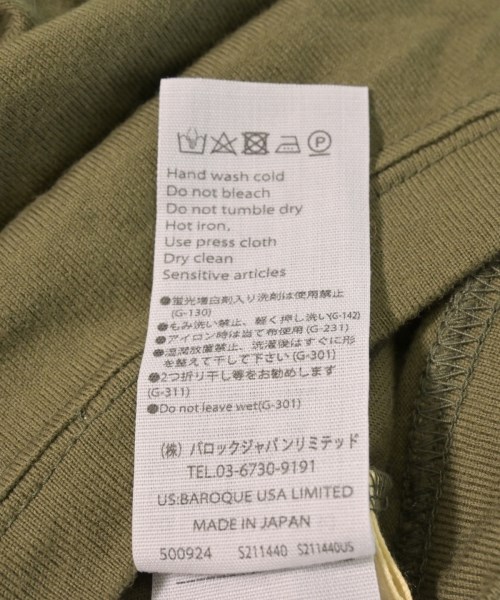 Hand wash cold
Do not bleach
Do not tumble dry
Hot iron,
Use press cloth
Dry clean
Sensitive articles
●蛍光増白剤入り洗剤は使用禁止
(G-130)
●もみ洗い禁止、軽く押し洗い(G-142)
●アイロン時は当て布使用(G-231)
●湿潤放置禁止、洗濯後はすぐに形
を整えて干して下さい(G-301)
●2つ折り干し等をお勧めします
(G-311)
●Do not leave wet(G-301)
(株) バロックジャパンリミテッド
TEL.03-6730-9191
US:BAROQUE USA LIMITED
MADE IN JAPAN
500924 S211440 S211440US